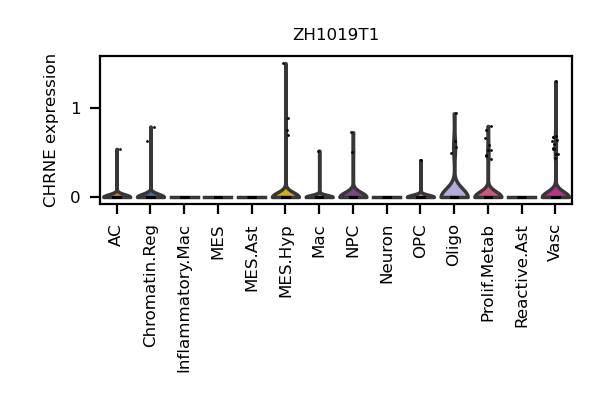 ZH1019T1
CHRNE expression
1
0
AC
Chromatin.Reg
Inflammatory.Mac
MES
MES.Ast
MES.Hyp
Mac
NPC
Neuron
OPC
Oligo
Prolif.Metab
Reactive.Ast
Vasc